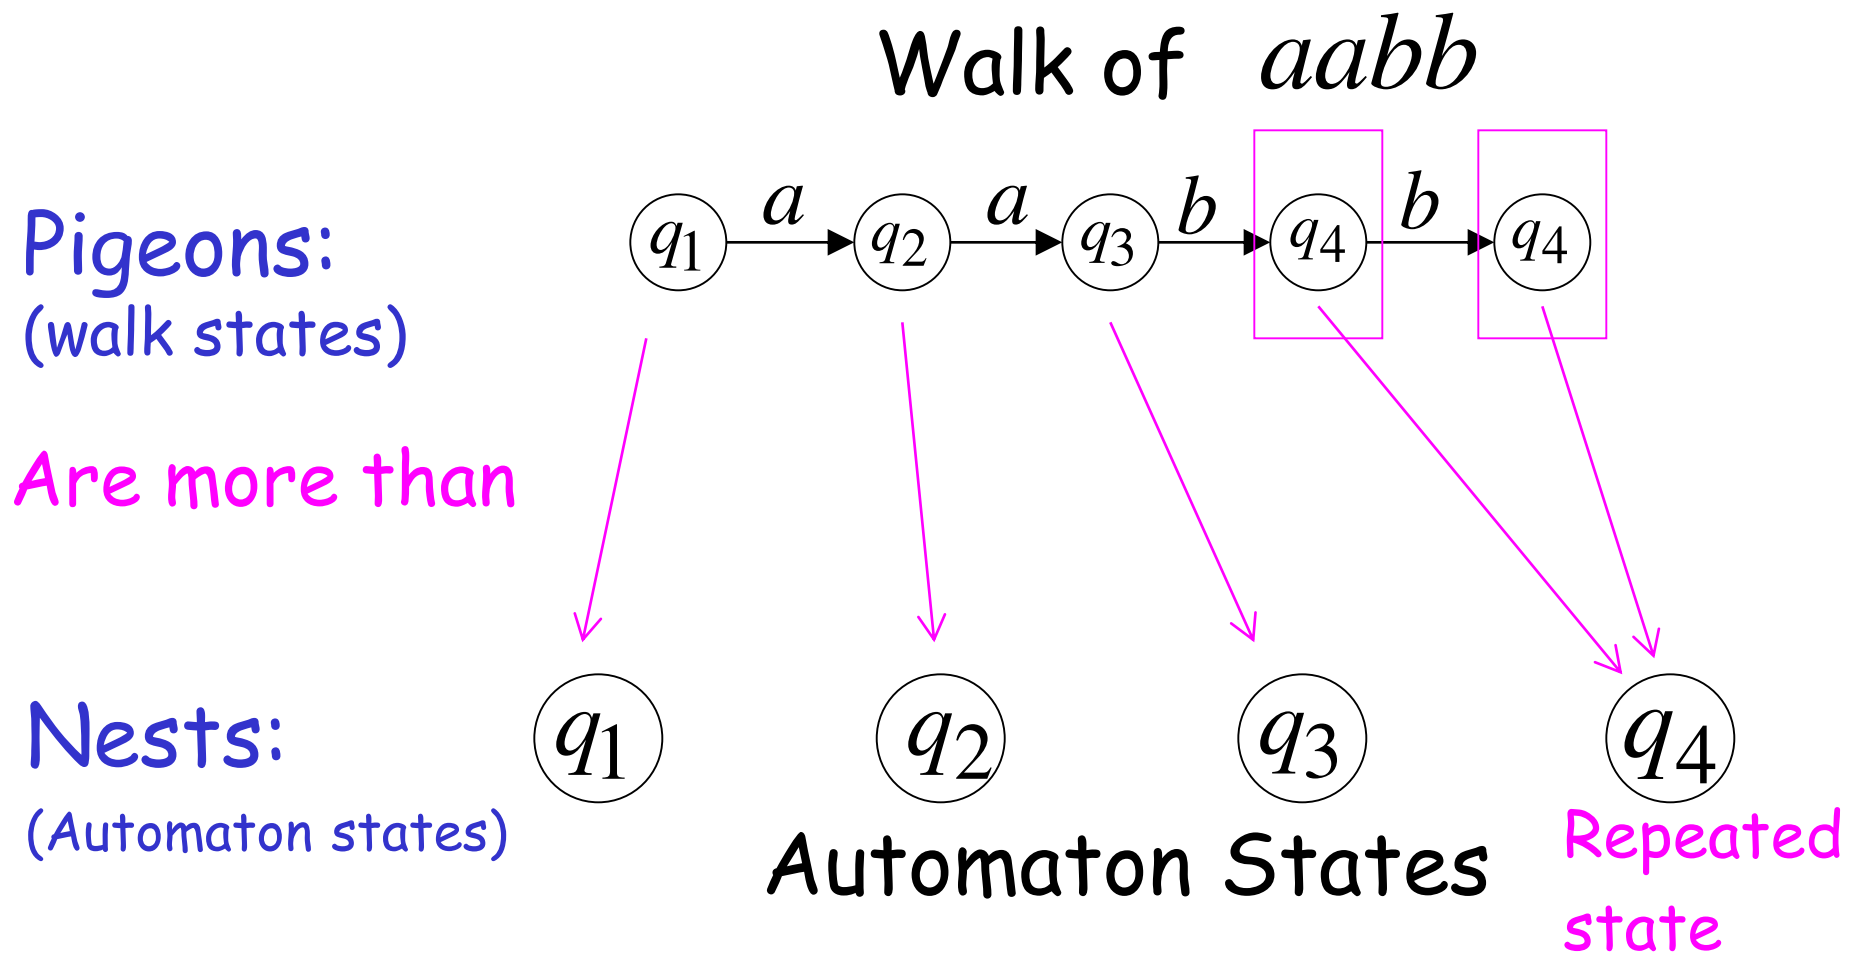 Walk of aabb
a a b b
Pigeons: q1 q2 q3 q4 q4
(walk states)
Are more than
Nests: q1 q2 q3 q4
(Automaton states)
Automaton States
Repeated
state